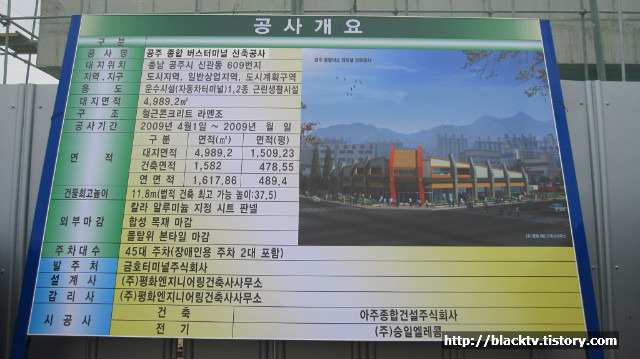 공사개요
구 분
공 사 명 공주 종합 버스터미널 신축공사
대지위치 충남 공주시 신관동 609번지
지역.지구 도시지역, 일반상업지역, 도시계획구역
용 도 운수시설(자동차터미널)1,2종 근린생활시설
대지면적 4,989.2㎡
구 조 철근콘크리트 라멘조
공사기간 2009년 4월1일 ~ 2009년 월 일
면 적 구 분 면적(㎡) 면적(평)
대지면적 4,989.2 1,509.23
건축면적 1,582 478.55
연 면 적 1,617.86 489.4
건물최고높이 11.8m(법적 건축 최고 가능 높이:37.5)
외부마감 칼라 알루미늄 지정 시트 판넬
합성 목재 마감
몰탈위 본타일 마감
주차대수 45대 주차(장애인용 주차 2대 포함)
발 주 처 금호터미널주식회사
설 계 사 (주)평화엔지니어링건축사사무소
감 리 사 (주)평화엔지니어링건축사사무소
시 공 사 건 축 아주종합건설주식회사
전 기 (주)승일엘레콤
http://blacktv.tistory.com